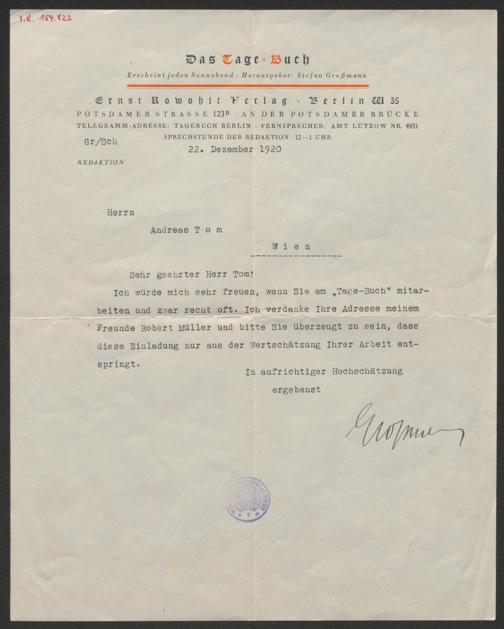 I.N. 164.822
Das Tage-Buch
Erscheint jeden Sonnabend · Herausgeber: Stefan Großmann
Ernst Rowohlt Verlag · Berlin W 35
POTSDAMER STRASSE 123B · AN DER POTSDAMER BRÜCKE
TELEGRAMM-ADRESSE: TAGEBUCH BERLIN · FERNSPRECHER: AMT LÜTZOW NR. 4931
SPRECHSTUNDE DER REDAKTION 12—1 UHR
Gr/Sch
22. Dezember 1920
REDAKTION
Herrn
Andreas T o m
W i e n
Sehr geehrter Herr Tom!
Ich würde mich sehr freuen, wenn Sie am „Tage-Buch" mitar-
beiten und zwar recht oft. Ich verdanke Ihre Adresse meinem
Freunde Robert Müller und bitte Sie überzeugt zu sein, dass
diese Einladung nur aus der Wertschätzung Ihrer Arbeit ent-
springt.
In aufrichtiger Hochschätzung
ergebenst
Großmann